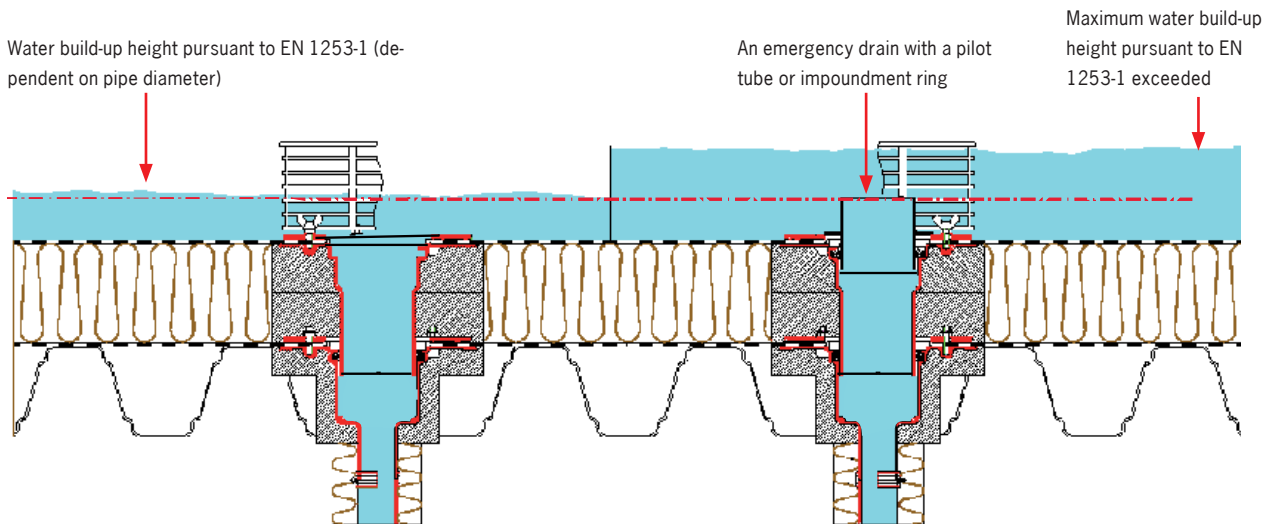 Water build-up height pursuant to EN 1253-1 (de-
pendent on pipe diameter)
An emergency drain with a pilot
tube or impoundment ring
Maximum water build-up
height pursuant to EN
1253-1 exceeded